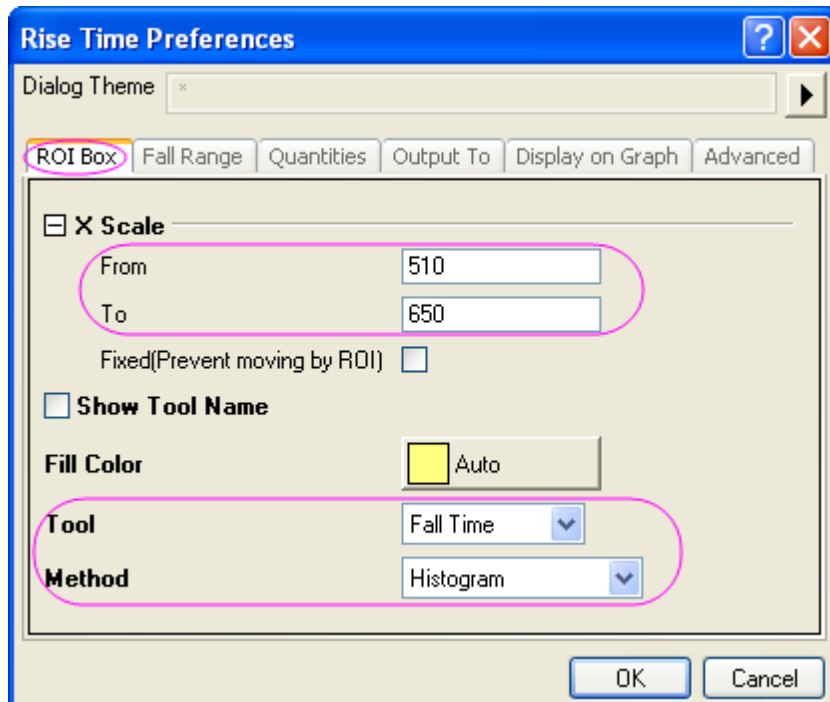 Rise Time Preferences
Dialog Theme *
ROI Box Fall Range Quantities Output To Display on Graph Advanced
X Scale
From 510
To 650
Fixed(Prevent moving by ROI)
Show Tool Name
Fill Color Auto
Tool Fall Time
Method Histogram
OK Cancel